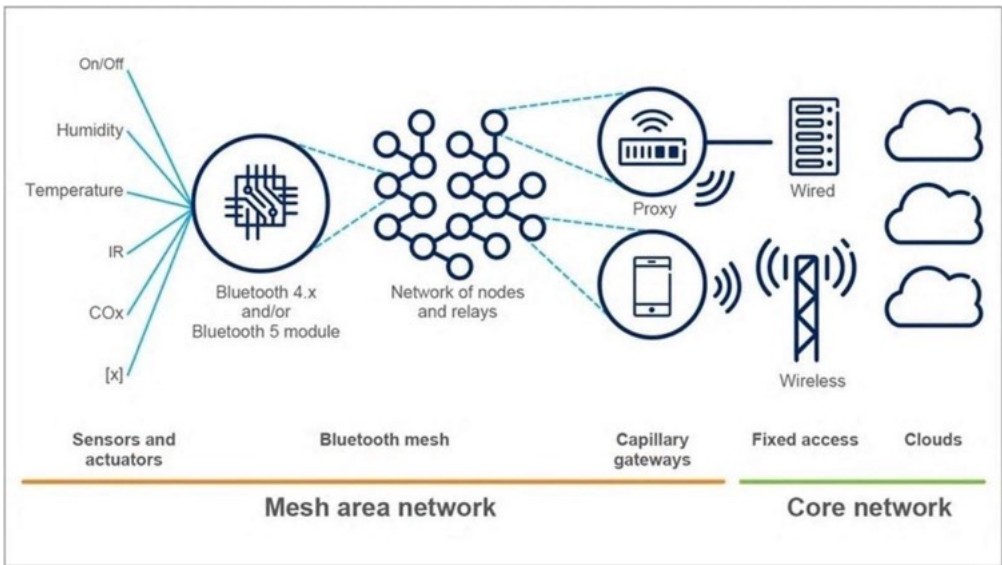 On/Off
Humidity
Temperature
IR
COx
[x]
Bluetooth 4.x
and/or
Bluetooth 5 module
Network of nodes
and relays
Proxy
Wired
Wireless
Sensors and
actuators
Bluetooth mesh
Capillary
gateways
Fixed access
Clouds
Mesh area network
Core network